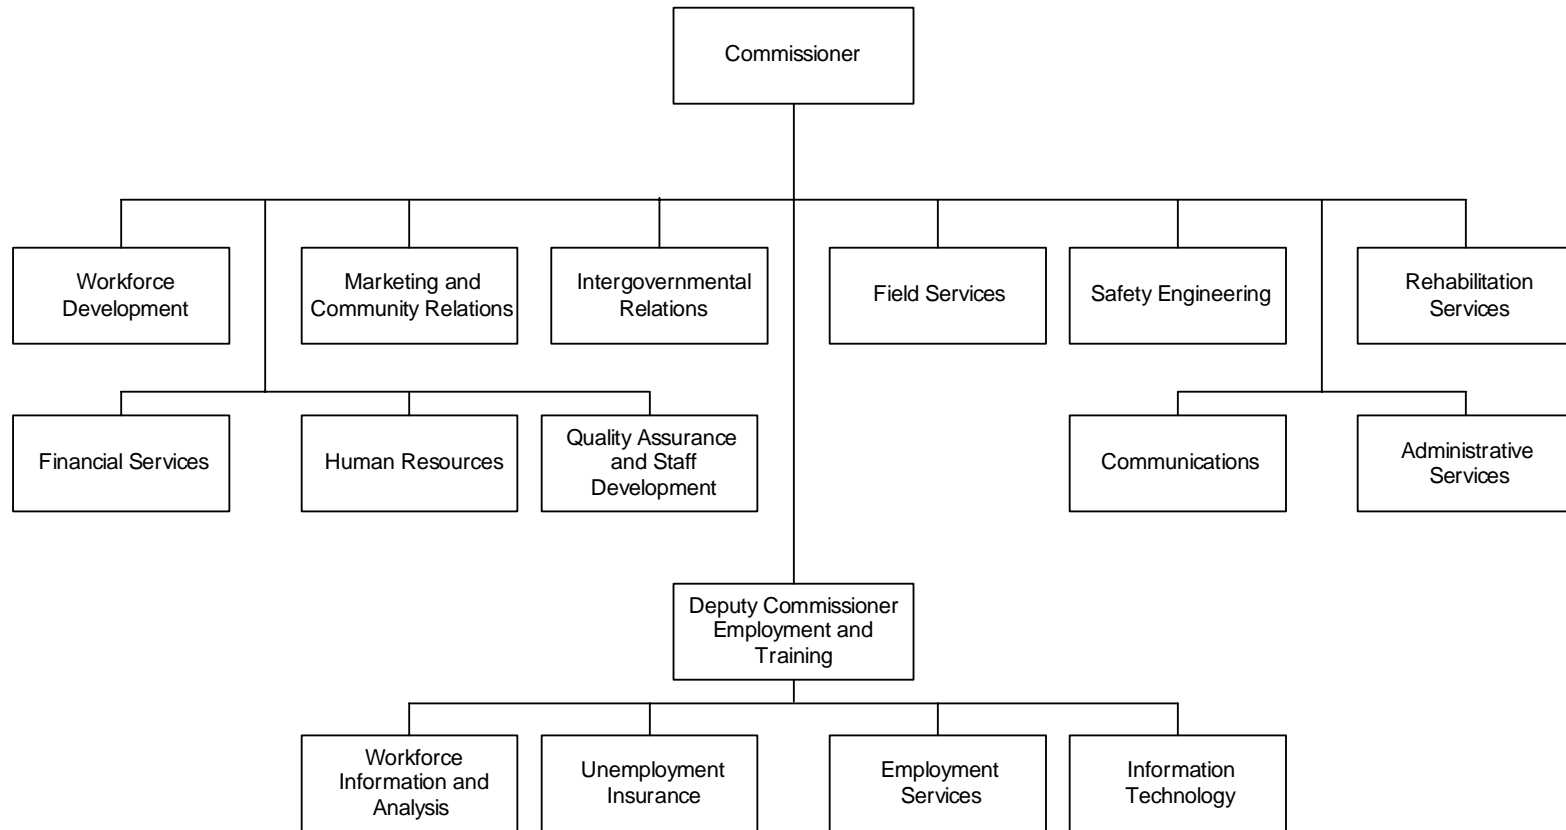 Commissioner
Workforce
Development
Marketing and
Community Relations
Intergovernmental
Relations
Field Services
Safety Engineering
Rehabilitation
Services
Financial Services
Human Resources
Quality Assurance
and Staff
Development
Communications
Administrative
Services
Deputy Commissioner
Employment and
Training
Workforce
Information and
Analysis
Unemployment
Insurance
Employment
Services
Information
Technology